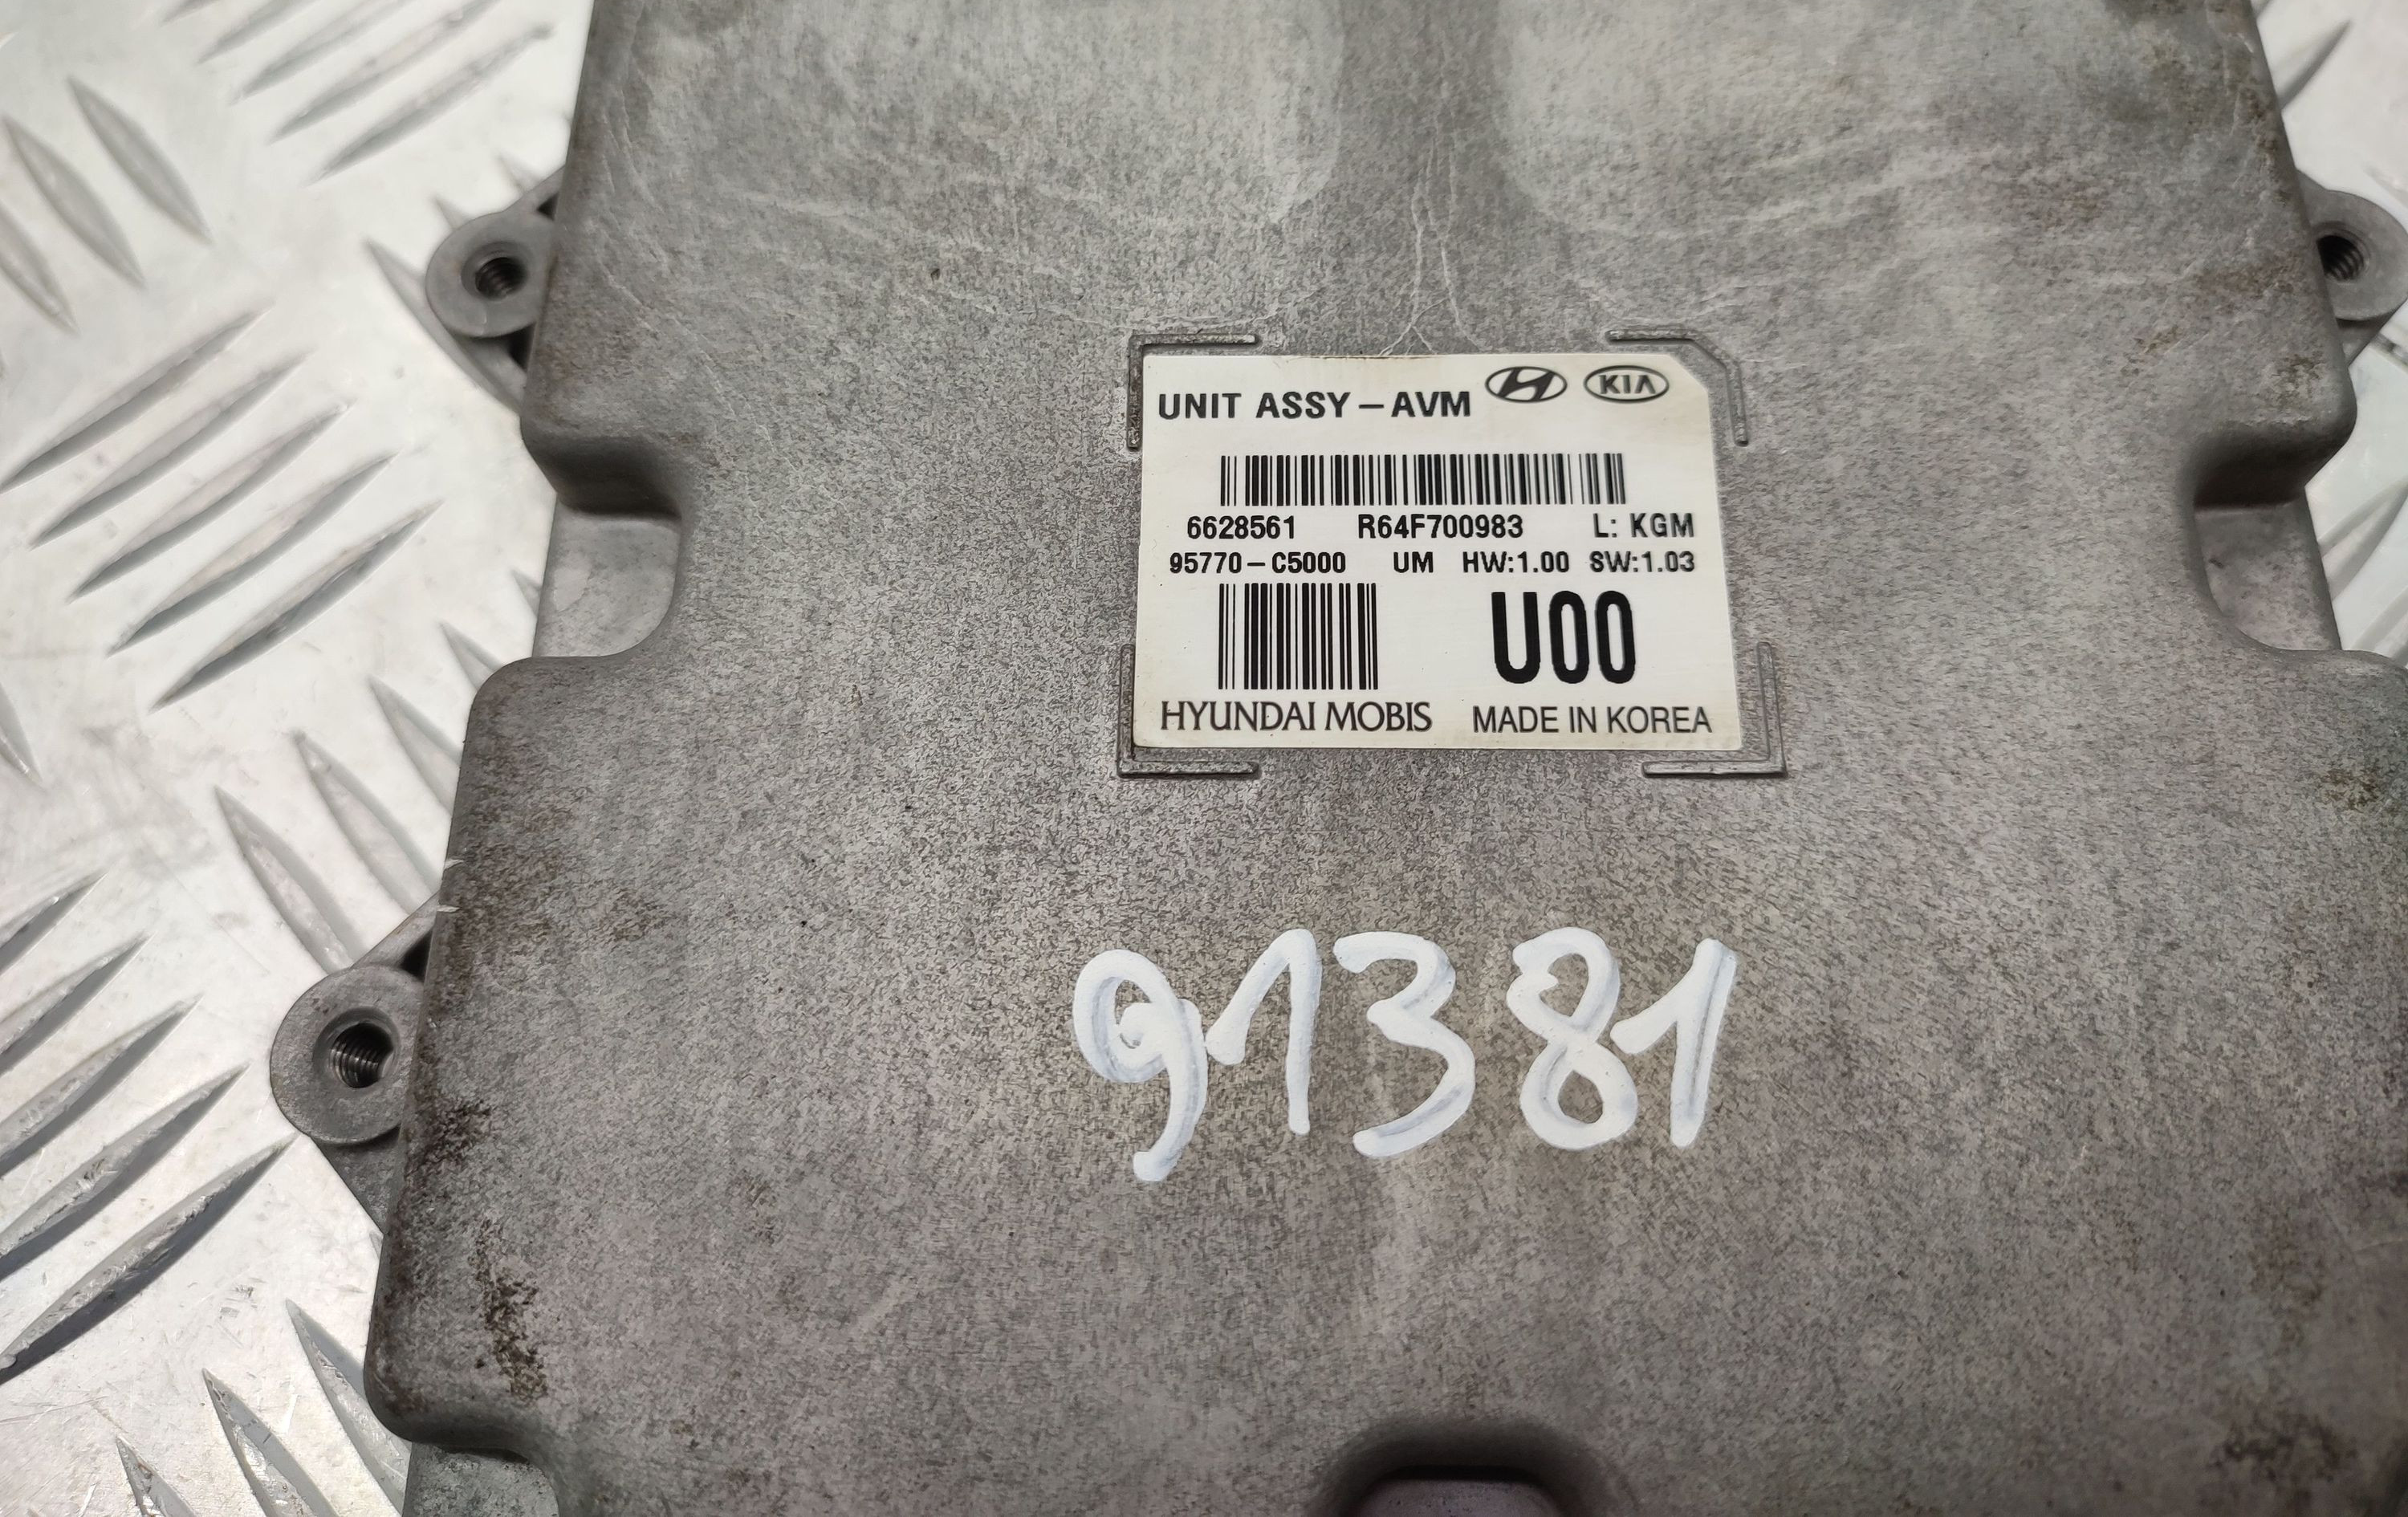 UNIT ASSY-AVM KIA
6628561 R64F700983 L: KGM
95770-C5000 UM HW:1.00 SW:1.03
U00
HYUNDAI MOBIS MADE IN KOREA
91381